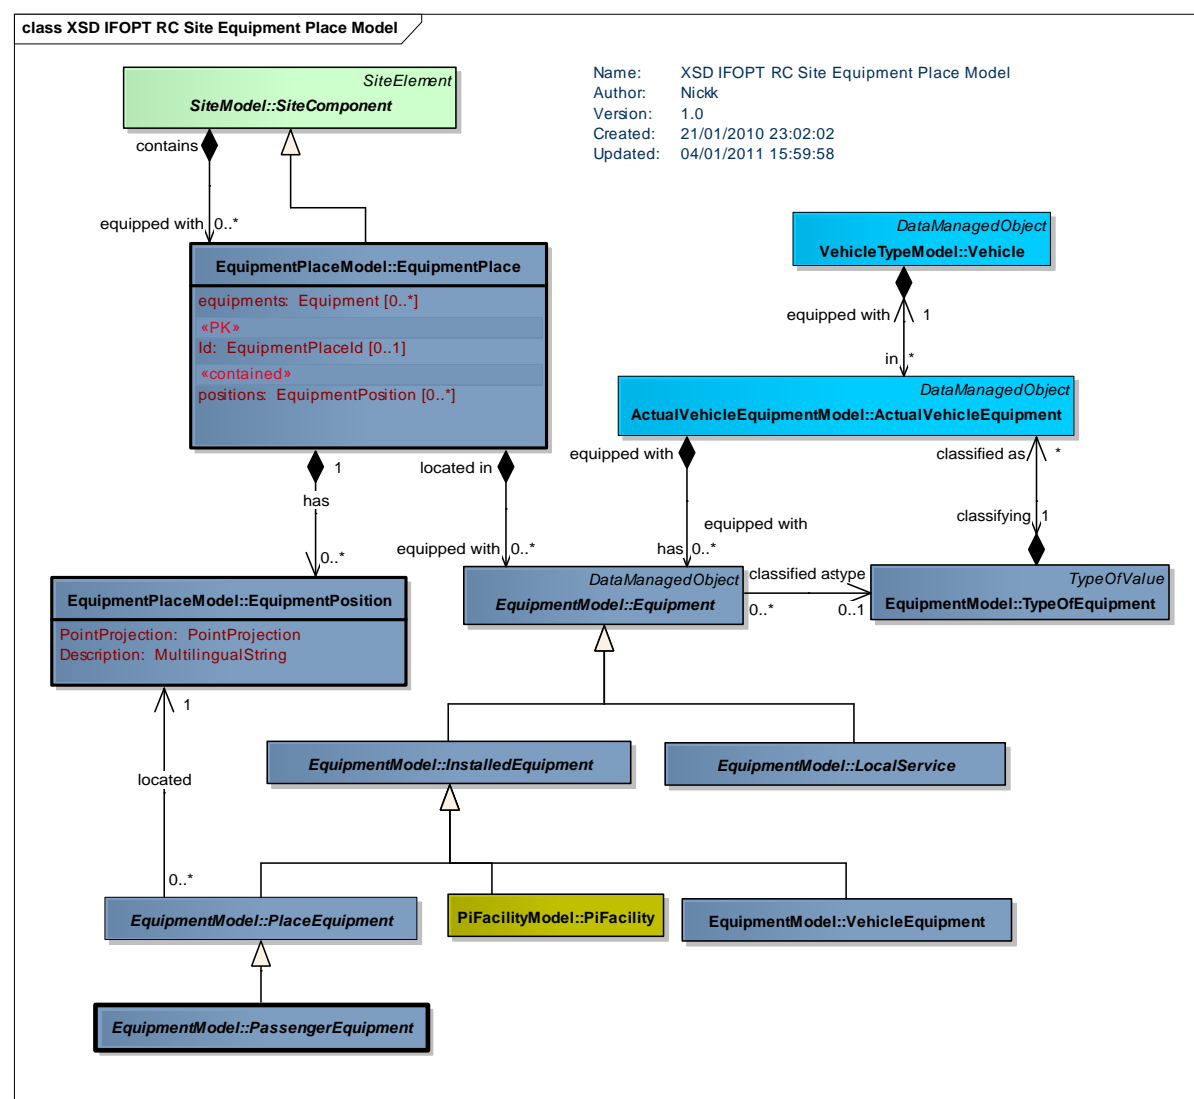 class XSD IFOPT RC Site Equipment Place Model
Name: XSD IFOPT RC Site Equipment Place Model
Author: Nickk
Version: 1.0
Created: 21/01/2010 23:02:02
Updated: 04/01/2011 15:59:58
SiteElement
SiteModel::SiteComponent
contains
equipped with 0..*
EquipmentPlaceModel::EquipmentPlace
equipments: Equipment [0..*]
«PK»
Id: EquipmentPlaceId [0..1]
«contained»
positions: EquipmentPosition [0..*]
DataManagedObject
VehicleTypeModel::Vehicle
equipped with 1
in *
DataManagedObject
ActualVehicleEquipmentModel::ActualVehicleEquipment
1
has
0..*
located in
equipped with 0..*
equipped with
equipped with
has 0..*
classified as *
classifying 1
EquipmentPlaceModel::EquipmentPosition
PointProjection: PointProjection
Description: MultilingualString
DataManagedObject
EquipmentModel::Equipment
classified as type
0..* 0..1
TypeOfValue
EquipmentModel::TypeOfEquipment
1
located
0..*
EquipmentModel::InstalledEquipment
EquipmentModel::LocalService
EquipmentModel::PlaceEquipment
PiFacilityModel::PiFacility
EquipmentModel::VehicleEquipment
EquipmentModel::PassengerEquipment